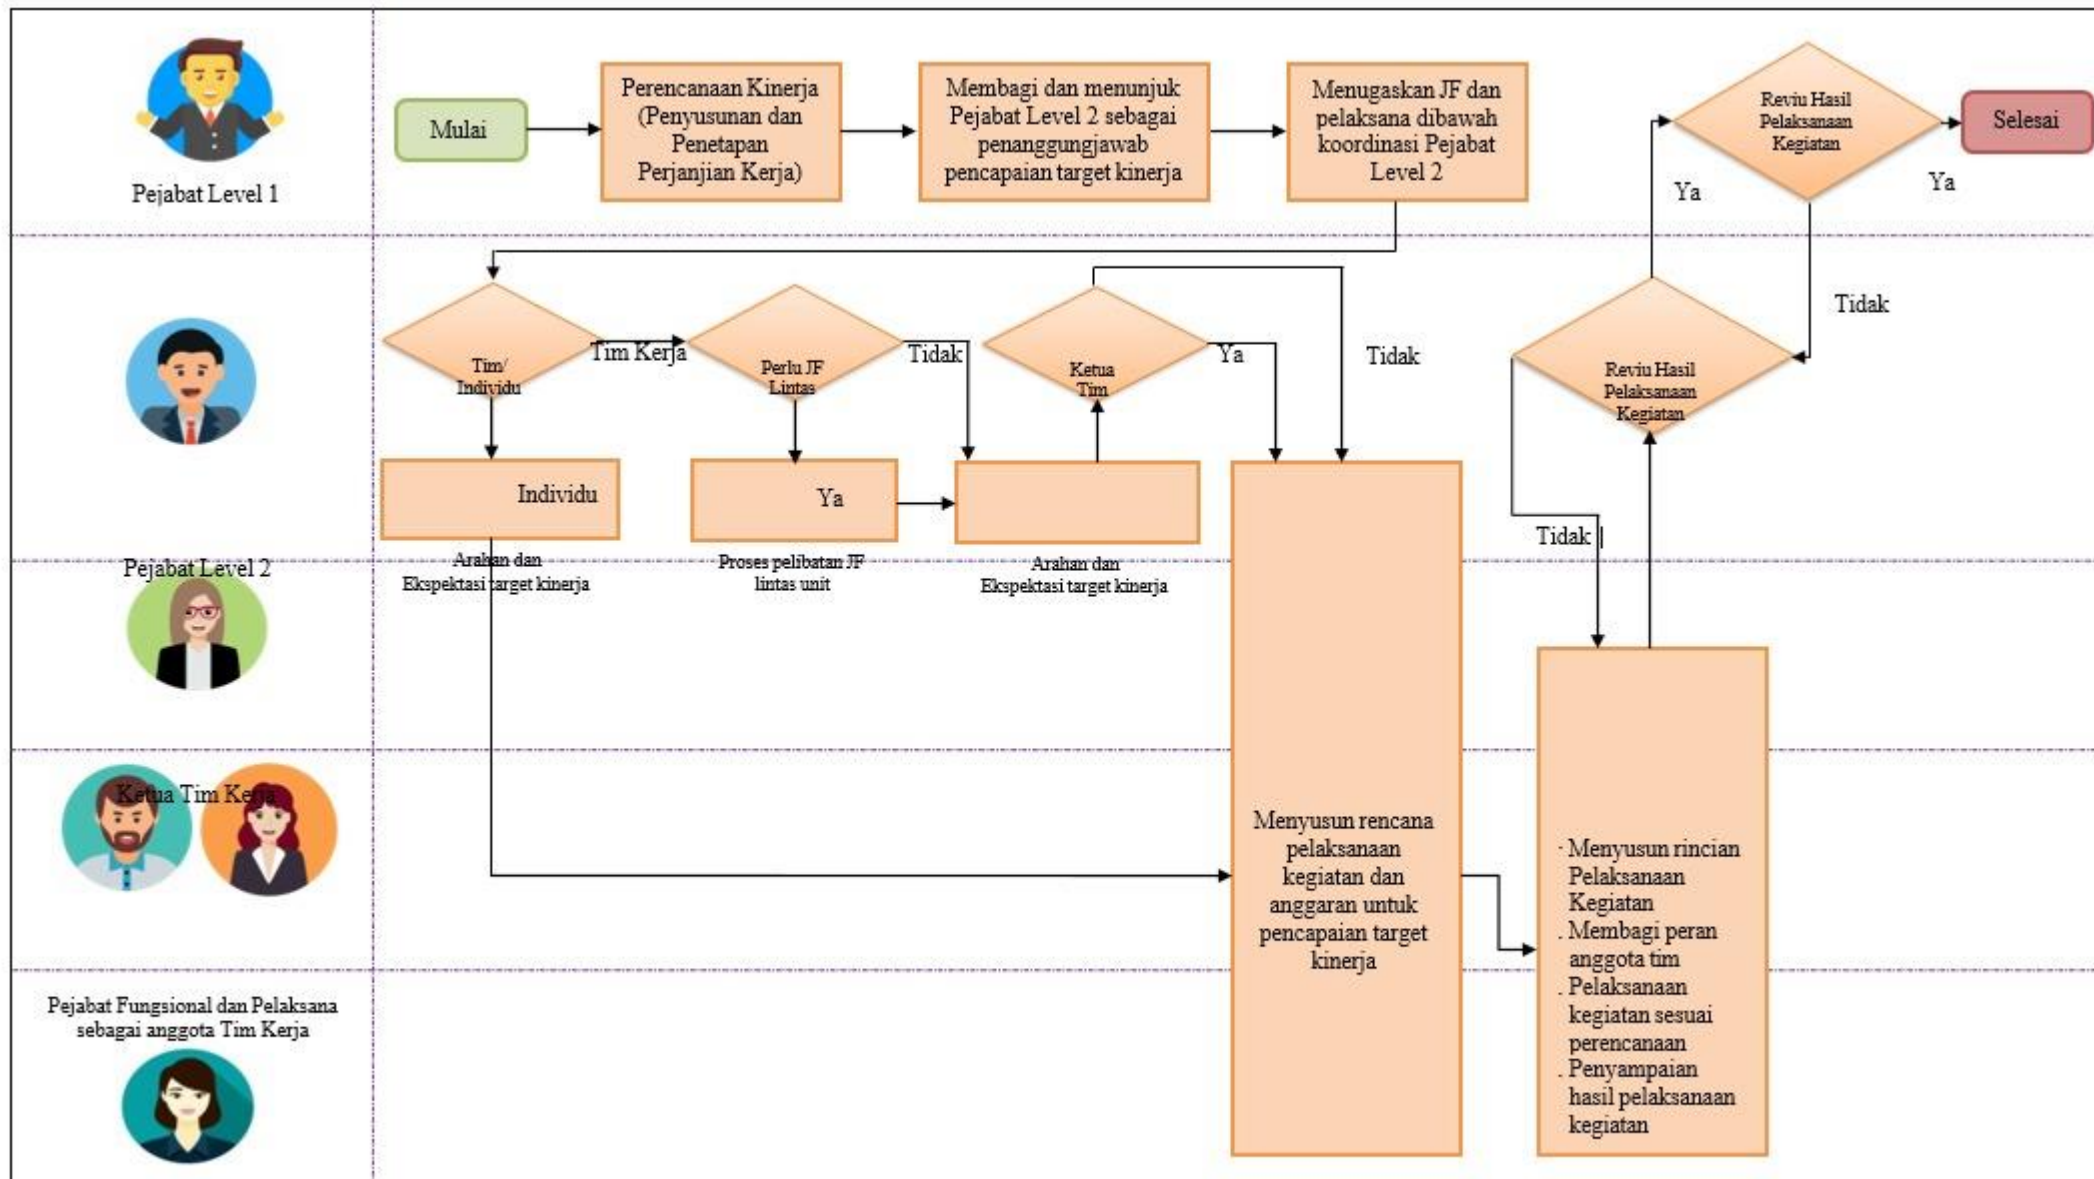 Pejabat Level 1
Mulai
Perencanaan Kinerja
(Penyusunan dan
Penetapan
Perjanjian Kerja)
Membagi dan menunjuk
Pejabat Level 2 sebagai
penanggungjawab
pencapaian target kinerja
Menugaskan JF dan
pelaksana dibawah
koordinasi Pejabat
Level 2
Reviu Hasil
Pelaksanaan
Kegiatan
Selesai
Ya
Ya
Tidak
Tim/
Individu
Tim Kerja
Perlu JF
Lintas
Tidak
Ketua
Tim
Ya
Tidak
Reviu Hasil
Pelaksanaan
Kegiatan
Individu
Ya
Tidak
Pejabat Level 2
Arahan dan
Ekspektasi target kinerja
Proses pelibatan JF
lintas unit
Arahan dan
Ekspektasi target kinerja
Ketua Tim Kerja
Menyusun rencana
pelaksanaan
kegiatan dan
anggaran untuk
pencapaian target
kinerja
· Menyusun rincian
Pelaksanaan
Kegiatan
. Membagi peran
anggota tim
. Pelaksanaan
kegiatan sesuai
perencanaan
. Penyampaian
hasil pelaksanaan
kegiatan
Pejabat Fungsional dan Pelaksana
sebagai anggota Tim Kerja